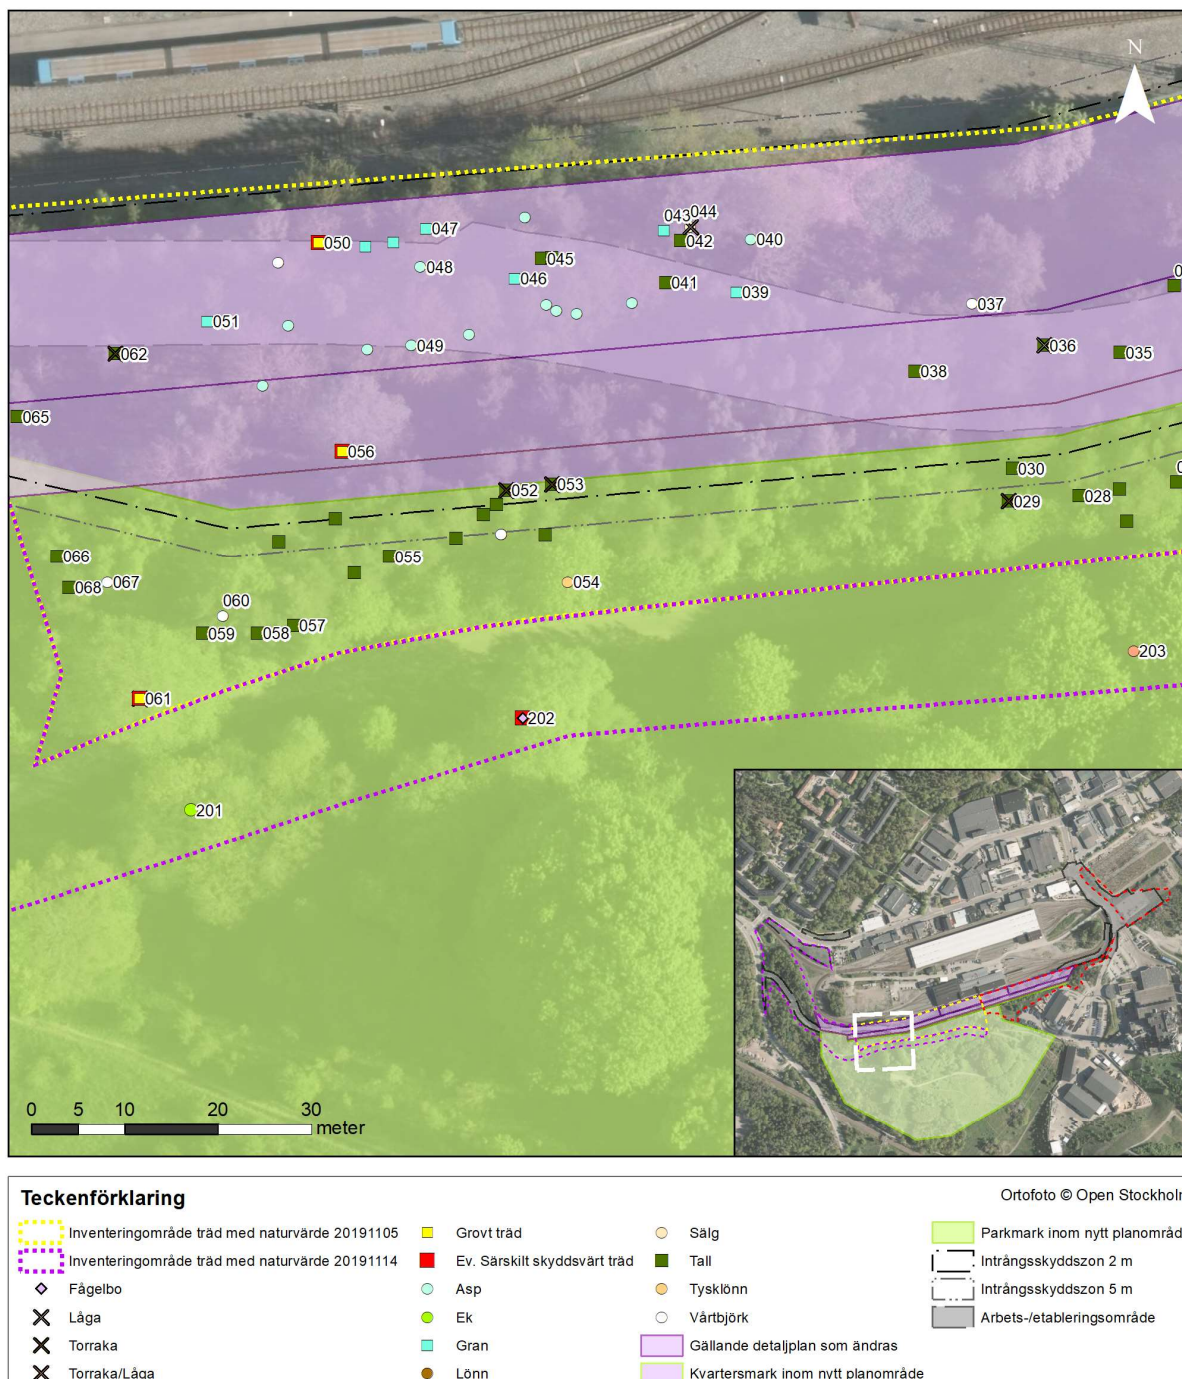 N
044
043
047
050
042
040
048
045
046
041
039
0
037
051
049
062
036
035
038
065
056
030
0
052
053
028
029
066
055
067
054
068
060
057
059
058
203
061
202
201
0 5 10 20 30
meter
Teckenförklaring
Ortofoto © Open Stockholm
Inventeringområde träd med naturvärde 20191105
Grovt träd
Sälg
Parkmark inom nytt planområd
Inventeringområde träd med naturvärde 20191114
Ev. Särskilt skyddsvärt träd
Tall
Intrångsskyddszon 2 m
Fågelbo
Asp
Tysklönn
Intrångsskyddszon 5 m
Låga
Ek
Vårtbjörk
Arbets-/etableringsområde
Torraka
Gran
Gällande detaljplan som ändras
Torraka/Låga
Lönn
Kvartersmark inom nytt planområde